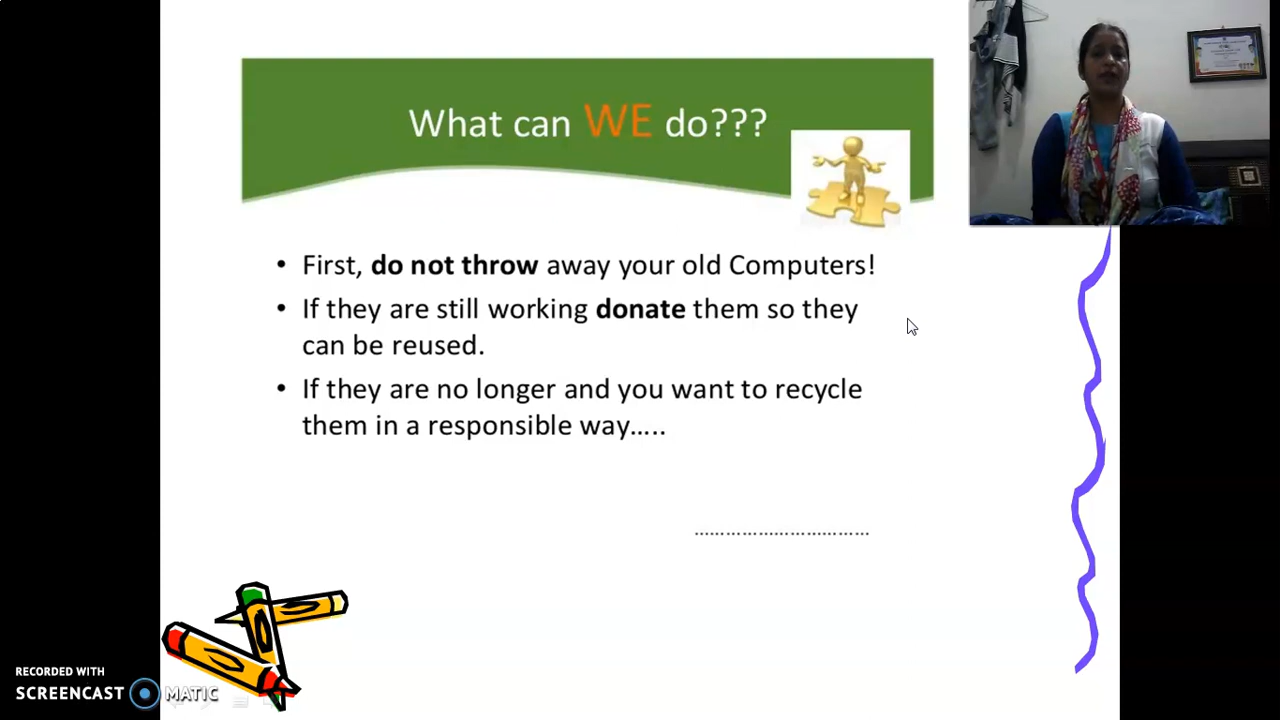 What can WE do???
• First, do not throw away your old Computers!
• If they are still working donate them so they
can be reused.
• If they are no longer and you want to recycle
them in a responsible way…..
………………………………
RECORDED WITH
SCREENCAST MATIC